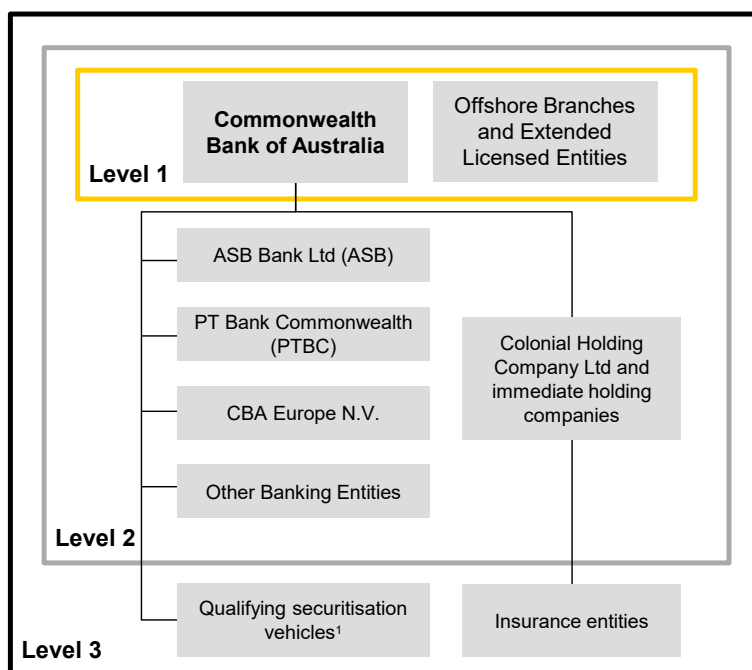 Commonwealth
Bank of Australia
Offshore Branches
and Extended
Licensed Entities
Level 1
ASB Bank Ltd (ASB)
PT Bank Commonwealth
(PTBC)
Colonial Holding
Company Ltd and
immediate holding
companies
CBA Europe N.V.
Other Banking Entities
Level 2
Qualifying securitisation
vehicles¹
Insurance entities
Level 3